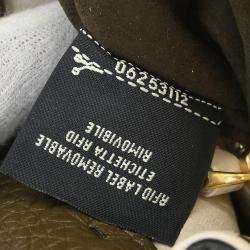 06253112
RFID LABEL REMOVABLE
ETICHETTA RFID
RIMOVIBILE